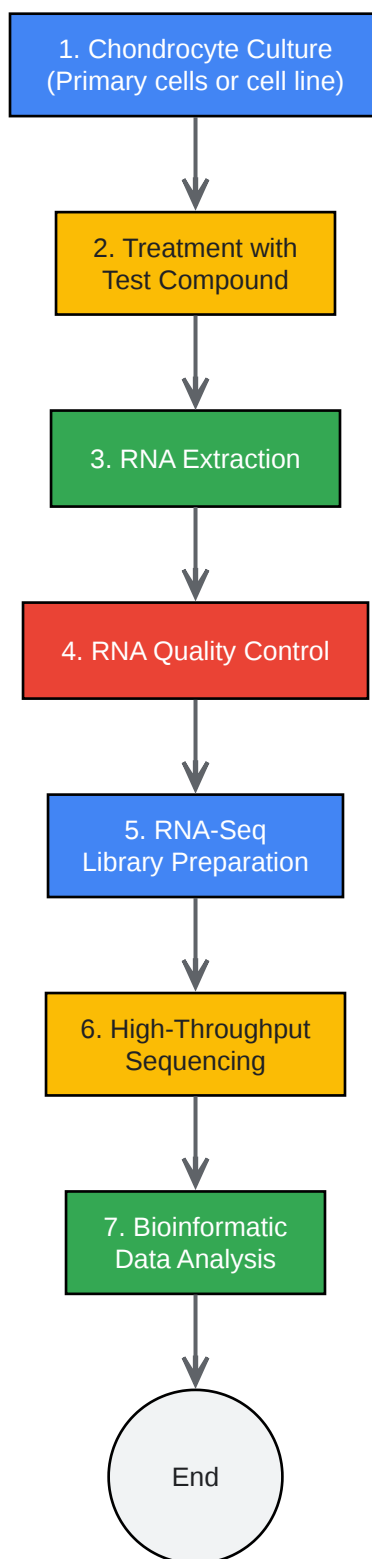 1. Chondrocyte Culture
(Primary cells or cell line)
2. Treatment with
Test Compound
3. RNA Extraction
4. RNA Quality Control
5. RNA-Seq
Library Preparation
6. High-Throughput
Sequencing
7. Bioinformatic
Data Analysis
End